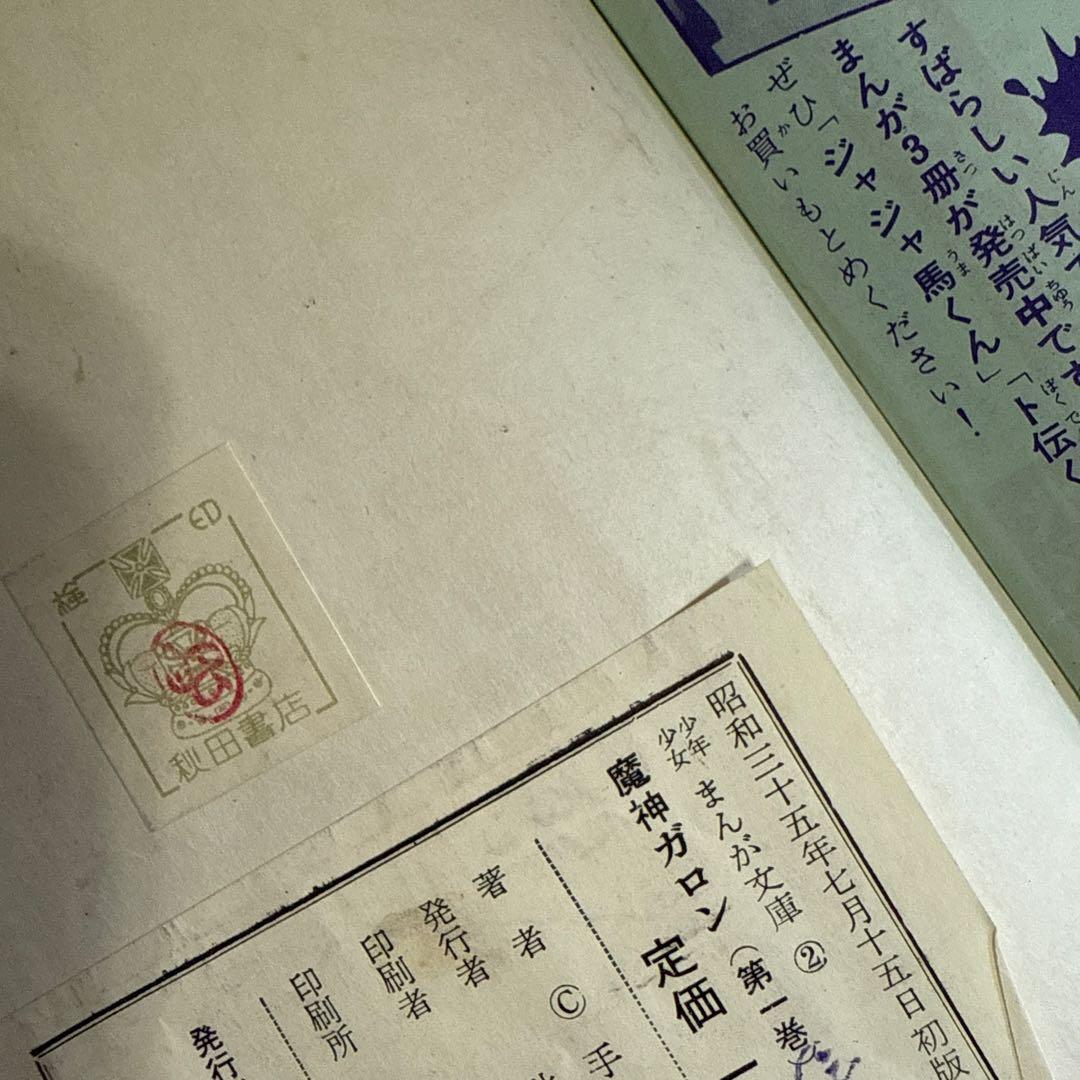 すばらしい人気で
まんが3冊が発売中です
ぜひ「ジャジャ馬くん」「ト伝く
お買いもとめください！
検印
秋田書店
昭和三十五年七月十五日初版
少年少女まんが文庫②
魔神ガロン（第一巻
定価
著者©手
発行者
印刷者
印刷所
発行